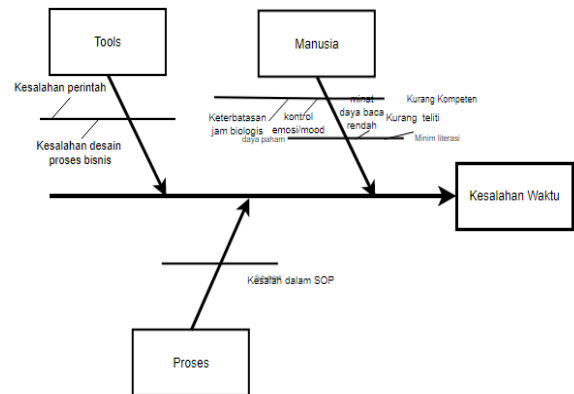 Tools
Manusia
Kesalahan perintah
Kesalahan desain
proses bisnis
Keterbatasan
jam biologis
kontrol
emosi/mood
minat
daya baca
rendah
Kurang Kompeten
Kurang teliti
daya paham
Minim literasi
Kesalahan Waktu
Kesalah dalam SOP
Proses